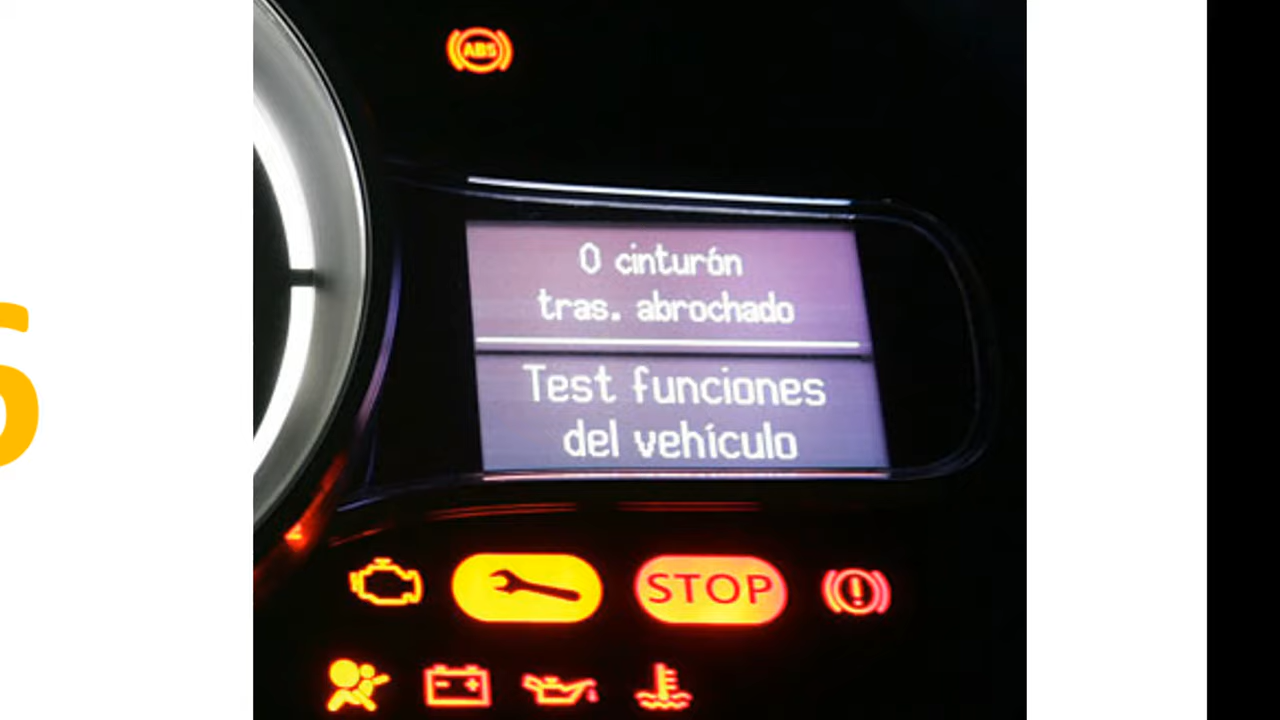 ABS
0 cinturón
tras. abrochado
Test funciones
del vehículo
STOP